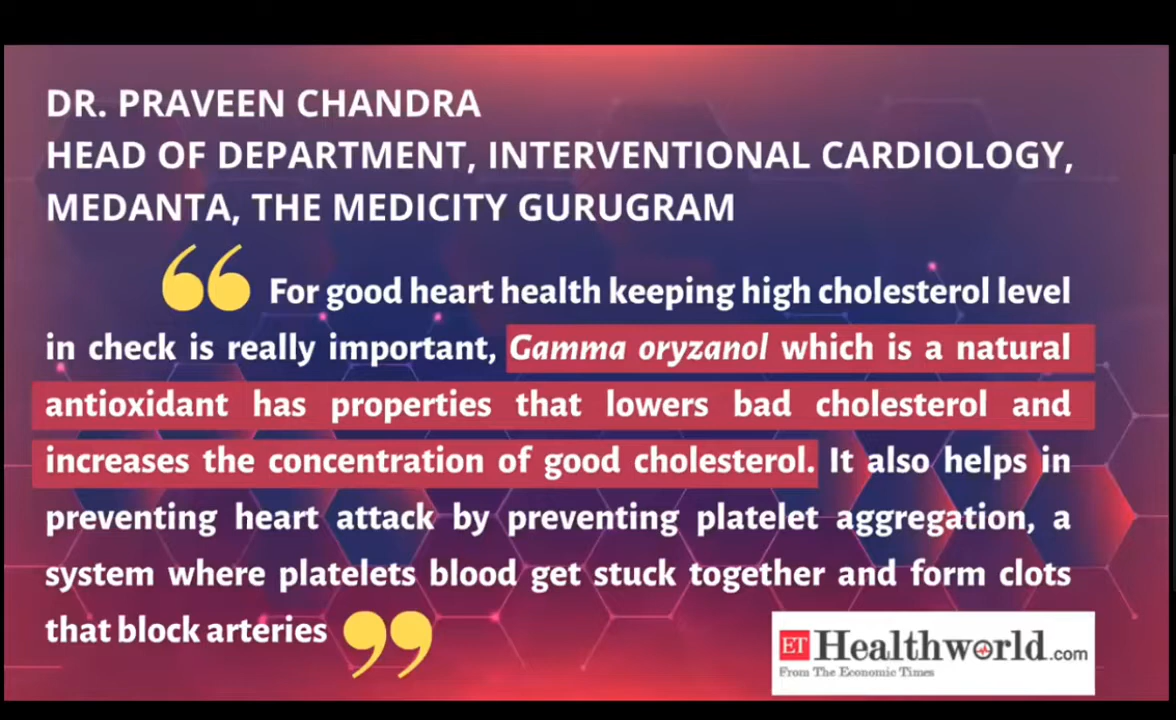 DR. PRAVEEN CHANDRA
HEAD OF DEPARTMENT, INTERVENTIONAL CARDIOLOGY,
MEDANTA, THE MEDICITY GURUGRAM
“ For good heart health keeping high cholesterol level
in check is really important, Gamma oryzanol which is a natural
antioxidant has properties that lowers bad cholesterol and
increases the concentration of good cholesterol. It also helps in
preventing heart attack by preventing platelet aggregation, a
system where platelets blood get stuck together and form clots
that block arteries ”
ET Healthworld.com
From The Economic Times